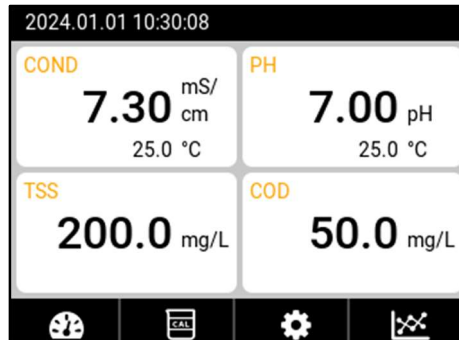 2024.01.01 10:30:08
COND
7.30 mS/
cm
25.0 °C
PH
7.00 pH
25.0 °C
TSS
200.0 mg/L
COD
50.0 mg/L
CAL